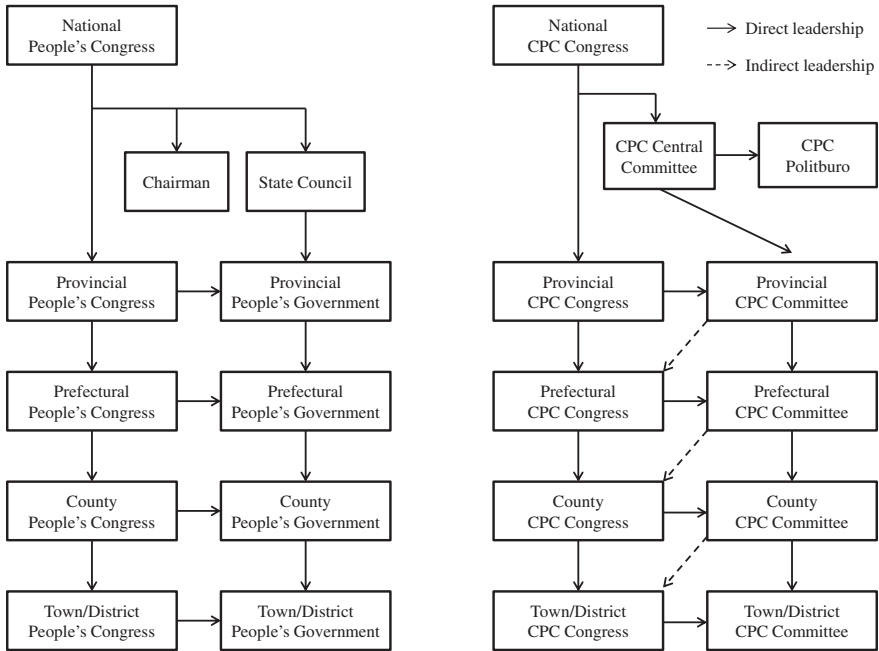 National
People's Congress
Chairman
State Council
Provincial
People's Congress
Provincial
People's Government
Prefectural
People's Congress
Prefectural
People's Government
County
People's Congress
County
People's Government
Town/District
People's Congress
Town/District
People's Government
National
CPC Congress
Direct leadership
Indirect leadership
CPC Central
Committee
CPC
Politburo
Provincial
CPC Congress
Provincial
CPC Committee
Prefectural
CPC Congress
Prefectural
CPC Committee
County
CPC Congress
County
CPC Committee
Town/District
CPC Congress
Town/District
CPC Committee